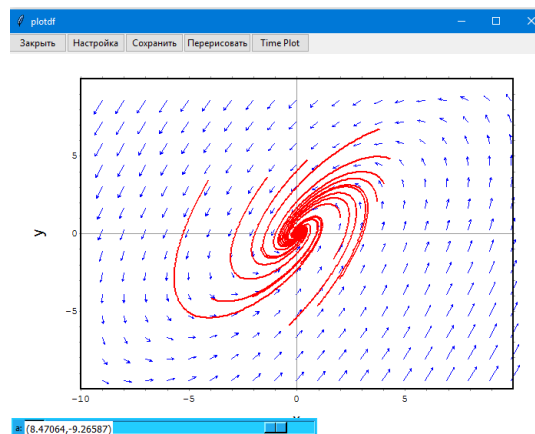 plotdf
Закрыть Настройка Сохранить Перерисовать Time Plot
y
5
0
-5
-10 -5 0 5
a: (8.47064,-9.26587)